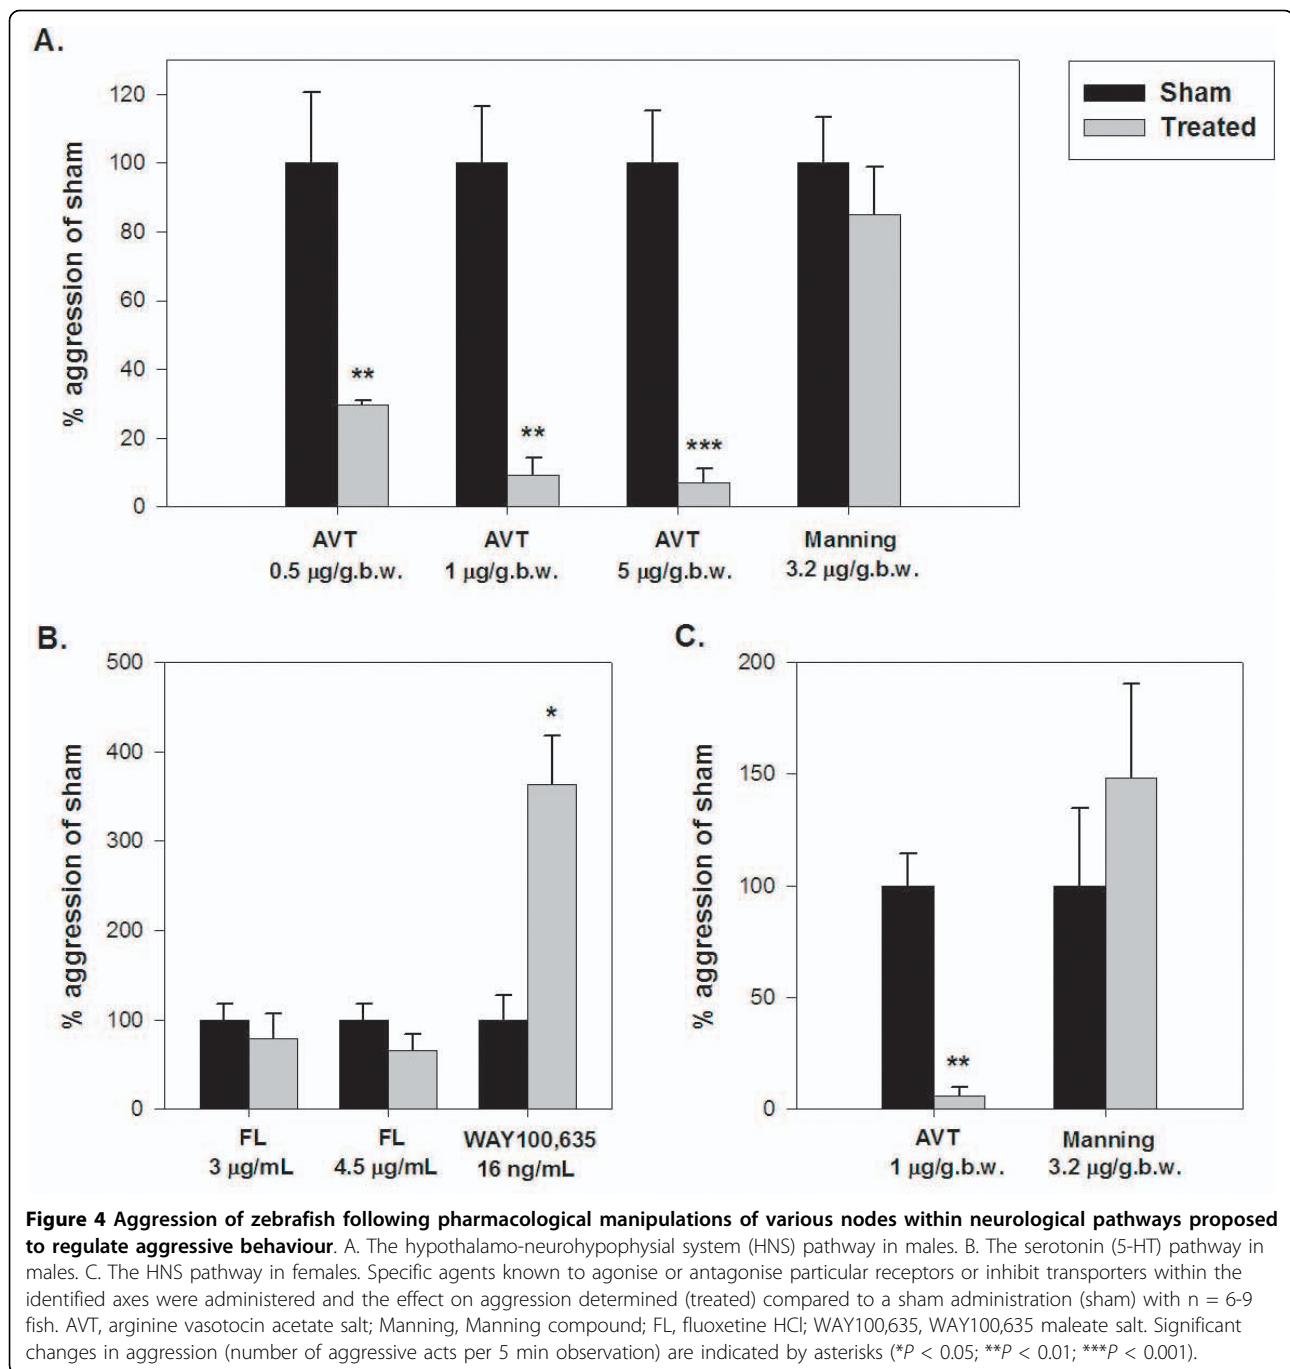 A.
Sham
Treated
% aggression of sham
120
100
80
60
40
20
0
**
**
***
AVT
0.5 µg/g.b.w.
AVT
1 µg/g.b.w.
AVT
5 µg/g.b.w.
Manning
3.2 µg/g.b.w.
B.
% aggression of sham
500
400
300
200
100
0
*
FL
3 µg/mL
FL
4.5 µg/mL
WAY100,635
16 ng/mL
C.
% aggression of sham
200
150
100
50
0
**
AVT
1 µg/g.b.w.
Manning
3.2 µg/g.b.w.
Figure 4 Aggression of zebrafish following pharmacological manipulations of various nodes within neurological pathways proposed
to regulate aggressive behaviour. A. The hypothalamo-neurohypophysial system (HNS) pathway in males. B. The serotonin (5-HT) pathway in
males. C. The HNS pathway in females. Specific agents known to agonise or antagonise particular receptors or inhibit transporters within the
identified axes were administered and the effect on aggression determined (treated) compared to a sham administration (sham) with n = 6-9
fish. AVT, arginine vasotocin acetate salt; Manning, Manning compound; FL, fluoxetine HCl; WAY100,635, WAY100,635 maleate salt. Significant
changes in aggression (number of aggressive acts per 5 min observation) are indicated by asterisks (*P < 0.05; **P < 0.01; ***P < 0.001).